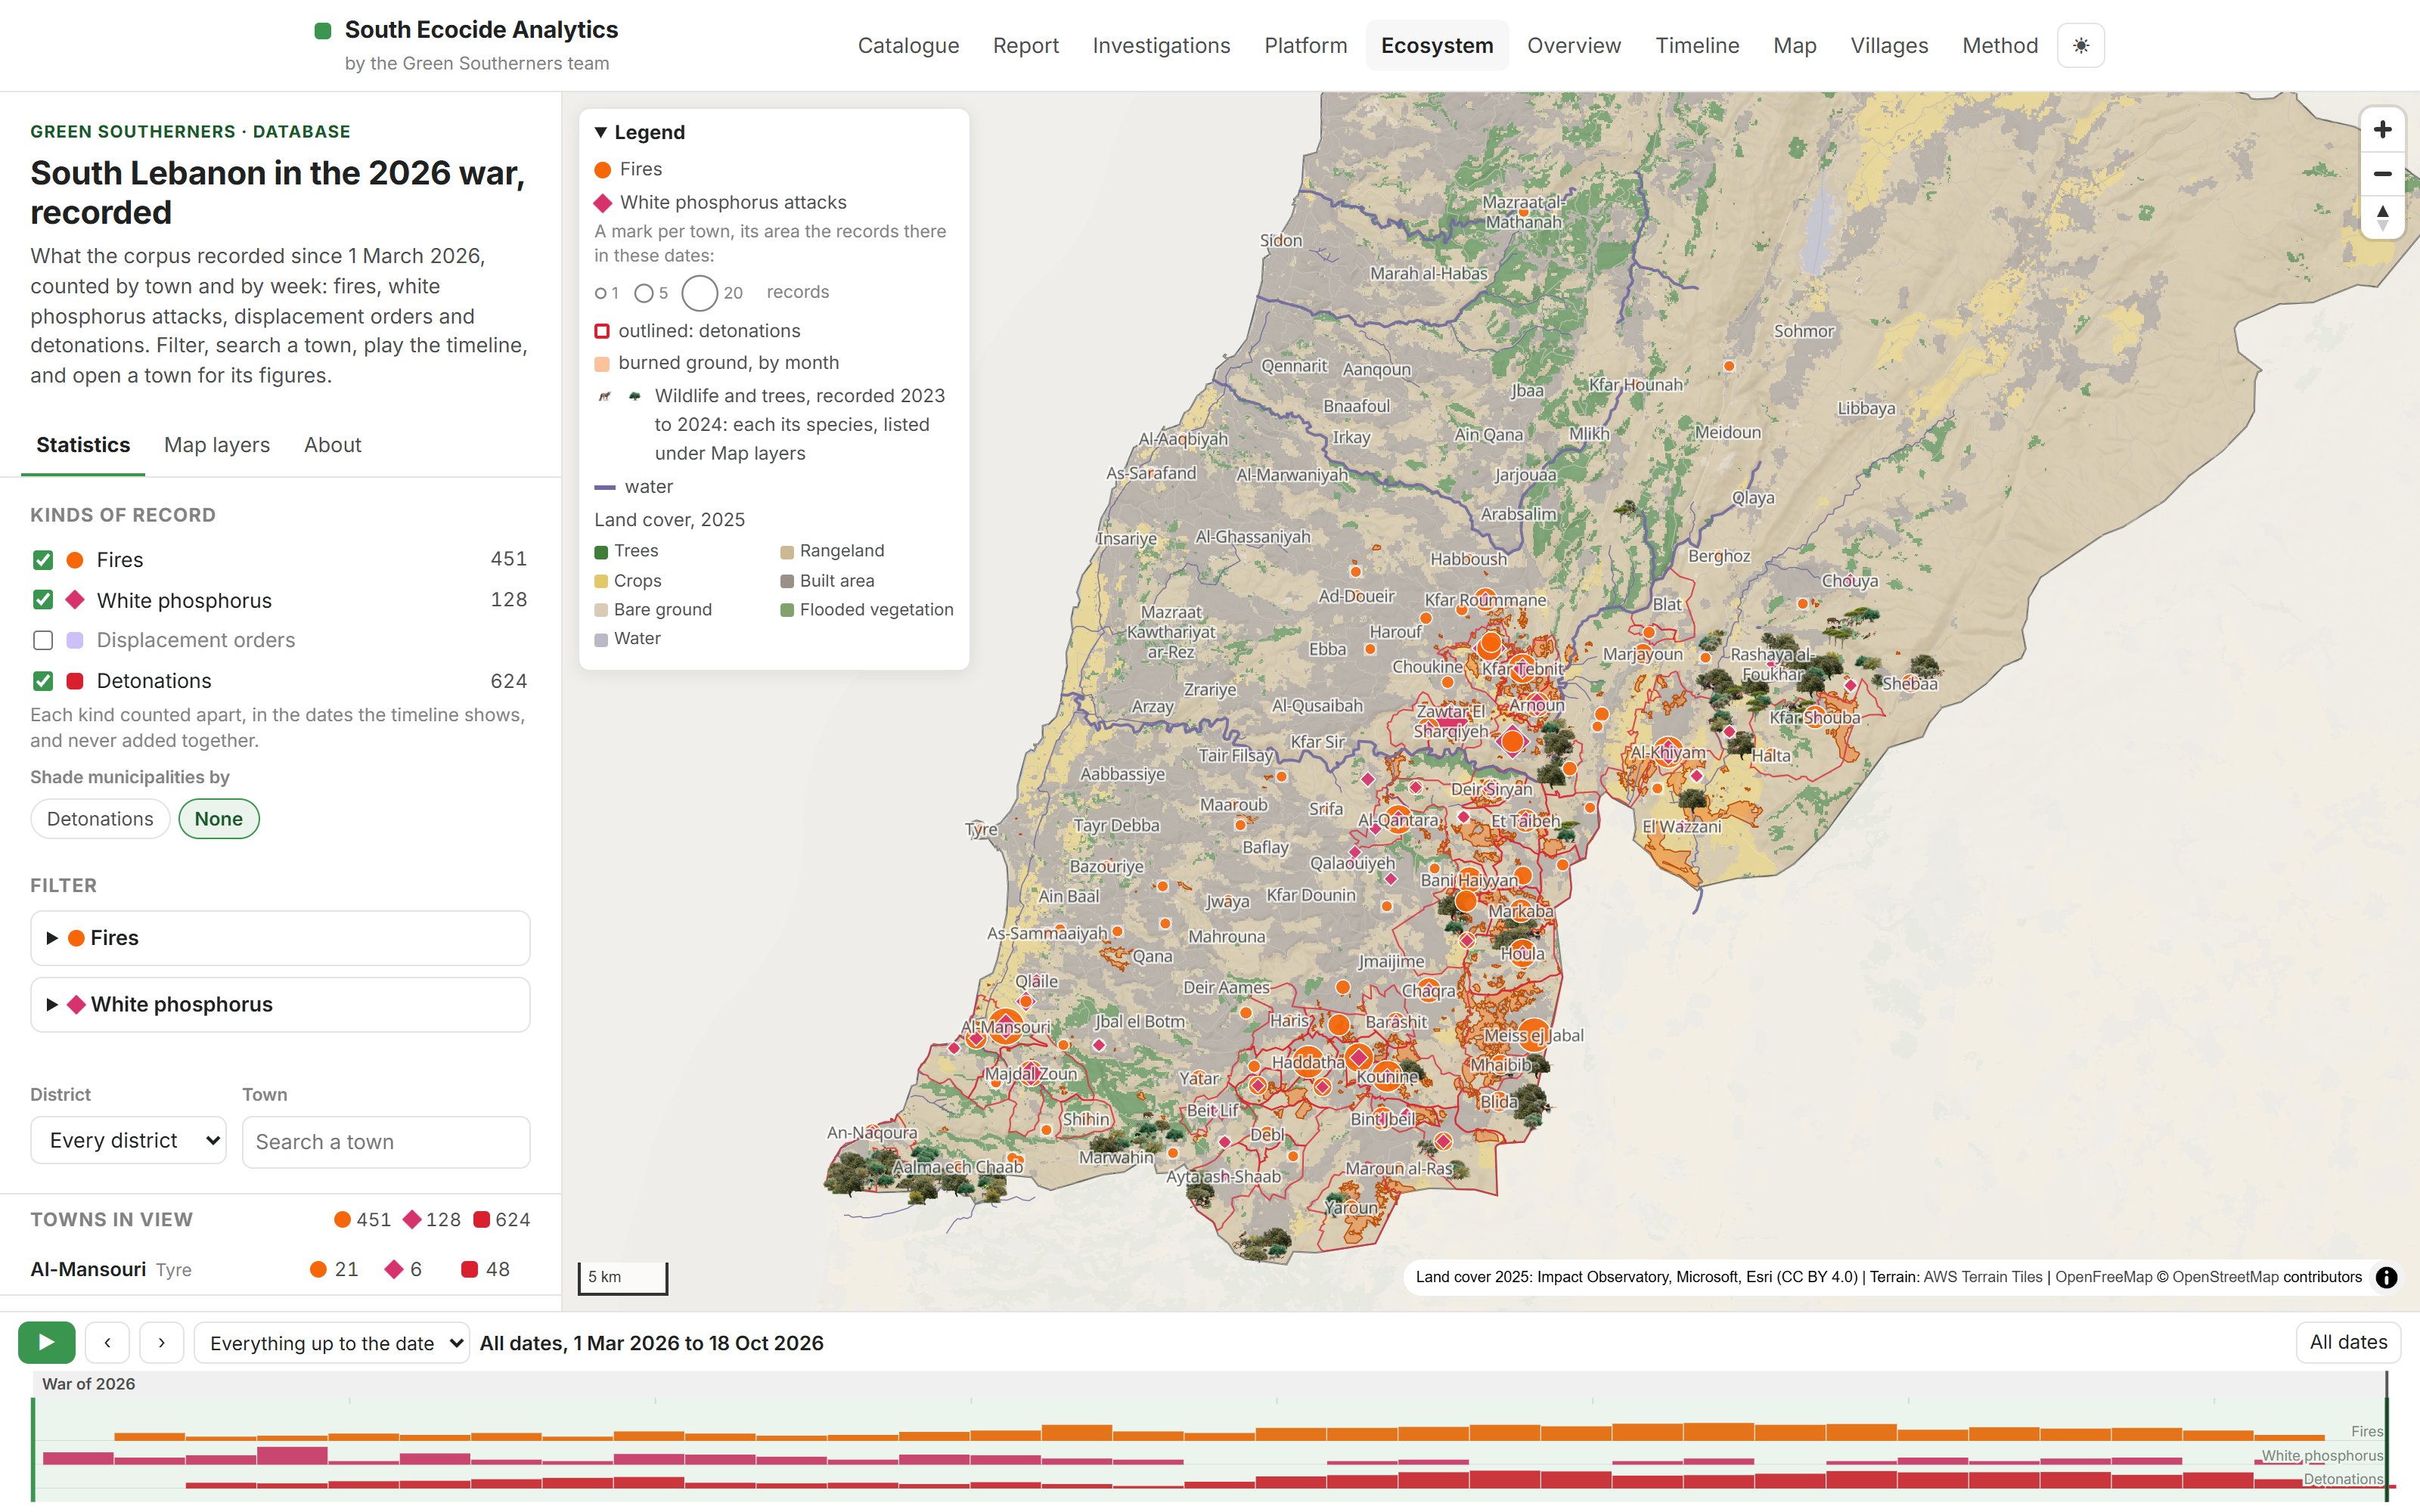 South Ecocide Analytics
by the Green Southerners team
Catalogue Report Investigations Platform Ecosystem Overview Timeline Map Villages Method
GREEN SOUTHERNERS · DATABASE
South Lebanon in the 2026 war,
recorded
What the corpus recorded since 1 March 2026,
counted by town and by week: fires, white
phosphorus attacks, displacement orders and
detonations. Filter, search a town, play the timeline,
and open a town for its figures.
Statistics Map layers About
KINDS OF RECORD
Fires 451
White phosphorus 128
Displacement orders
Detonations 624
Each kind counted apart, in the dates the timeline shows,
and never added together.
Shade municipalities by
Detonations None
FILTER
Fires
White phosphorus
District Town
Every district Search a town
TOWNS IN VIEW 451 128 624
Al-Mansouri Tyre 21 6 48
Legend
Fires
White phosphorus attacks
A mark per town, its area the records there
in these dates:
1 5 20 records
outlined: detonations
burned ground, by month
Wildlife and trees, recorded 2023
to 2024: each its species, listed
under Map layers
water
Land cover, 2025
Trees Rangeland
Crops Built area
Bare ground Flooded vegetation
Water
Mazraat al-
Mathanah
Sidon
Marah al-Habas
Sohmor
Qennarit
Aanqoun
Jbaa
Kfar Hounah
Bnaafoul
Libbaya
Al-Aaqbiyah
Irkay
Ain Qana
Mlikh
Meidoun
As-Sarafand
Al-Marwaniyah
Jarjouaa
Qlaya
Arabsalim
Insariye
Al-Ghassaniyah
Habboush
Berghoz
Chouya
Ad-Doueir
Kfar Roummane
Blat
Mazraat
Kawthariyat
ar-Rez
Harouf
Ebba
Choukine
Kfar Tebnit
Marjayoun
Rashaya al-
Foukhar
Shebaa
Zrariye
Arzay
Al-Qusaibah
Zawtar El
Sharqiyeh
Arnoun
Kfar Shouba
Kfar Sir
Tair Filsay
Al-Khiyam
Halta
Aabbassiye
Deir Siryan
Maaroub
Srifa
Al-Qantara
Et Taibeh
El Wazzani
Tyre
Tayr Debba
Baflay
Qalaouiyeh
Bazouriye
Bani Haiyyan
Ain Baal
Jwaya
Kfar Dounin
Markaba
As-Sammaaiyah
Mahrouna
Qana
Houla
Jmaijime
Qlaile
Deir Aames
Chaqra
Al-Mansouri
Jbal el Botm
Haris
Barashit
Meiss ej Jabal
Haddatha
Mhaibib
Majdal Zoun
Yatar
Kounine
Blida
Beit Lif
Shihin
Bint Jbeil
An-Naqoura
Debl
Marwahin
Aalma ech Chaab
Ayta ash-Shaab
Maroun al-Ras
Yaroun
5 km
Land cover 2025: Impact Observatory, Microsoft, Esri (CC BY 4.0) | Terrain: AWS Terrain Tiles | OpenFreeMap © OpenStreetMap contributors
Everything up to the date All dates, 1 Mar 2026 to 18 Oct 2026 All dates
War of 2026
Fires
White phosphorus
Detonations